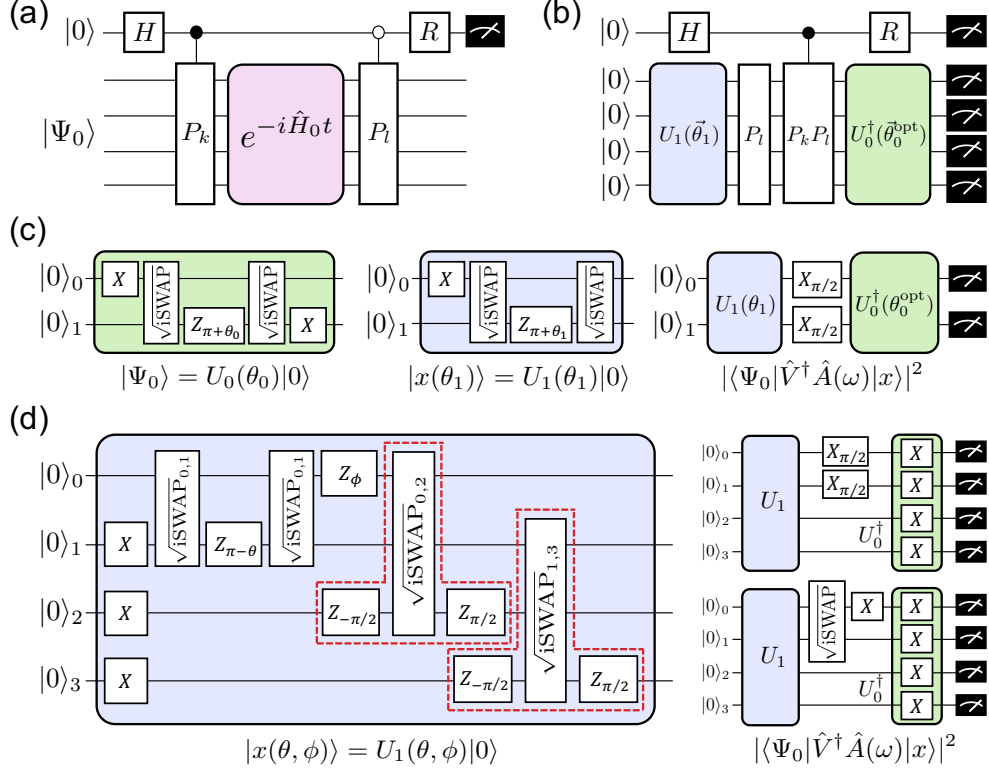 (a)
|0⟩ H R
|Ψ₀⟩ P_k e^{-iĤ₀t} P_l
(b)
|0⟩ H R
|0⟩
|0⟩
U₁(θ⃗₁) P_l P_kP_l U₀†(θ⃗₀^opt)
|0⟩
|0⟩
(c)
|0⟩₀ X √iSWAP √iSWAP
|0⟩₁ Z_{π+θ₀} X
|Ψ₀⟩ = U₀(θ₀)|0⟩
|0⟩₀ X √iSWAP √iSWAP
|0⟩₁ Z_{π+θ₁}
|x(θ₁)⟩ = U₁(θ₁)|0⟩
|0⟩₀ X_{π/2}
U₁(θ₁) U₀†(θ₀^opt)
|0⟩₁ X_{π/2}
|⟨Ψ₀|V̂†Â(ω)|x⟩|²
(d)
|0⟩₀ √iSWAP₀,₁ √iSWAP₀,₁ Z_ϕ √iSWAP₀,₂
|0⟩₁ X Z_{π−θ} √iSWAP₁,₃
|0⟩₂ X Z_{−π/2} Z_{π/2}
|0⟩₃ X Z_{−π/2} Z_{π/2}
|x(θ, ϕ)⟩ = U₁(θ, ϕ)|0⟩
|0⟩₀ X_{π/2} X
|0⟩₁ X_{π/2} X
U₁
|0⟩₂ X
U₀†
|0⟩₃ X
|0⟩₀ √iSWAP X X
|0⟩₁ X
U₁
|0⟩₂ X
U₀†
|0⟩₃ X
|⟨Ψ₀|V̂†Â(ω)|x⟩|²